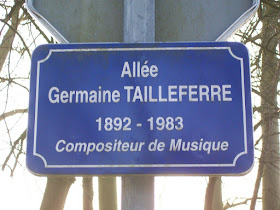 Allée
Germaine TAILLEFERRE
1892 - 1983
Compositeur de Musique